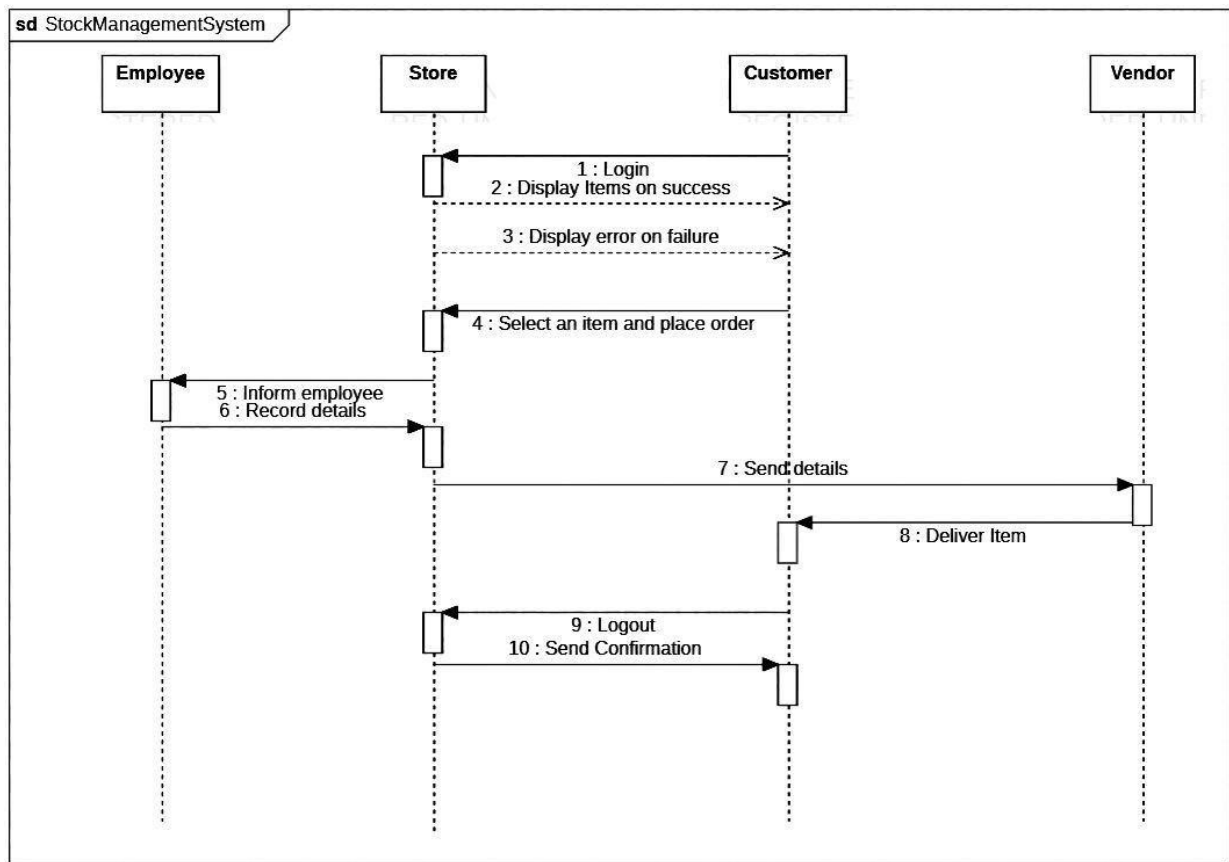 sd StockManagementSystem
Employee
Store
Customer
Vendor
1 : Login
2 : Display Items on success
3 : Display error on failure
4 : Select an item and place order
5 : Inform employee
6 : Record details
7 : Send details
8 : Deliver Item
9 : Logout
10 : Send Confirmation